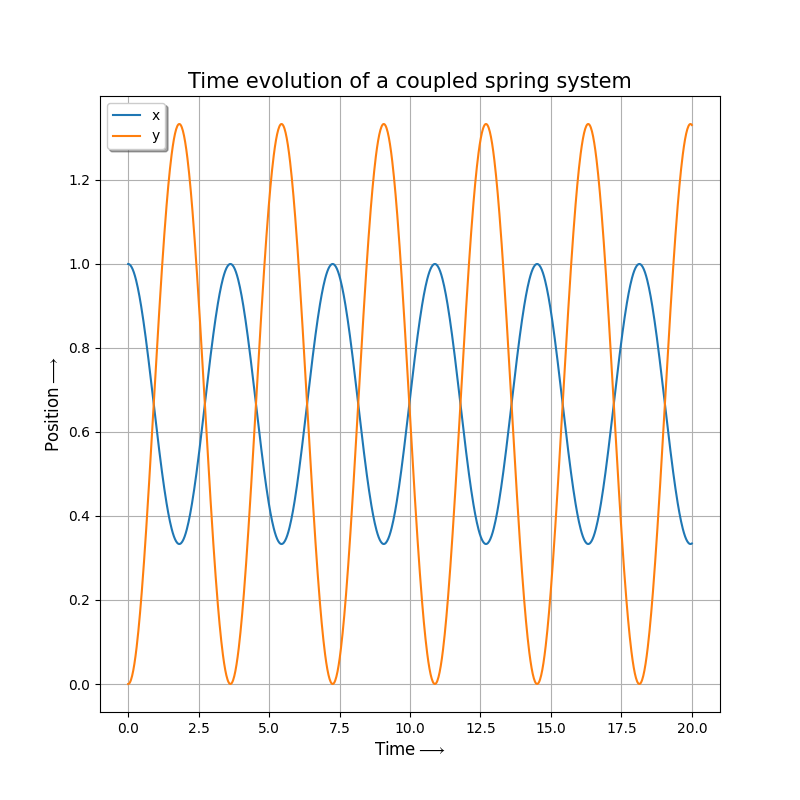 Time evolution of a coupled spring system
x
y
1.2
1.0
0.8
0.6
0.4
0.2
0.0
Position ⟶
0.0 2.5 5.0 7.5 10.0 12.5 15.0 17.5 20.0
Time ⟶